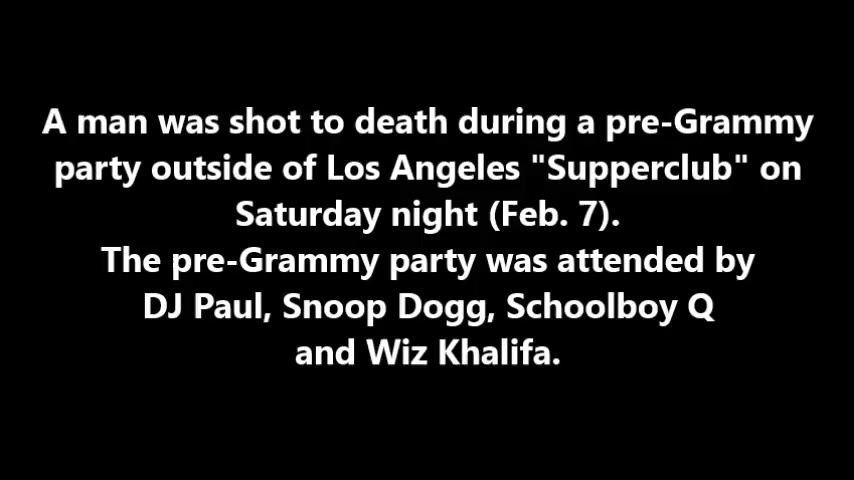 A man was shot to death during a pre-Grammy
party outside of Los Angeles "Supperclub" on
Saturday night (Feb. 7).
The pre-Grammy party was attended by
DJ Paul, Snoop Dogg, Schoolboy Q
and Wiz Khalifa.